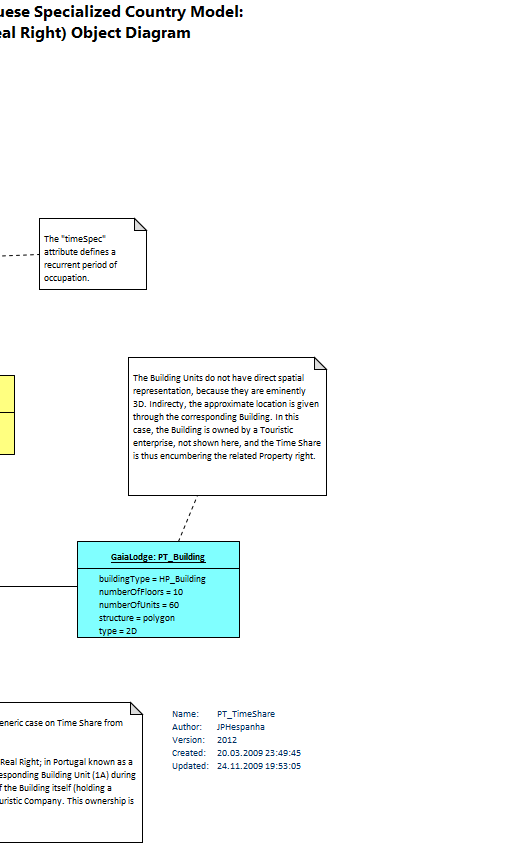 uese Specialized Country Model:
eal Right) Object Diagram
The "timeSpec"
attribute defines a
recurrent period of
occupation.
The Building Units do not have direct spatial
representation, because they are eminently
3D. Indirecty, the approximate location is given
through the corresponding Building. In this
case, the Building is owned by a Touristic
enterprise, not shown here, and the Time Share
is thus encumbering the related Property right.
GaiaLodge: PT_Building
buildingType = HP_Building
numberOfFloors = 10
numberOfUnits = 60
structure = polygon
type = 2D
eneric case on Time Share from
Real Right; in Portugal known as a
esponding Building Unit (1A) during
f the Building itself (holding a
uristic Company. This ownership is
Name: PT_TimeShare
Author: JPHespanha
Version: 2012
Created: 20.03.2009 23:49:45
Updated: 24.11.2009 19:53:05